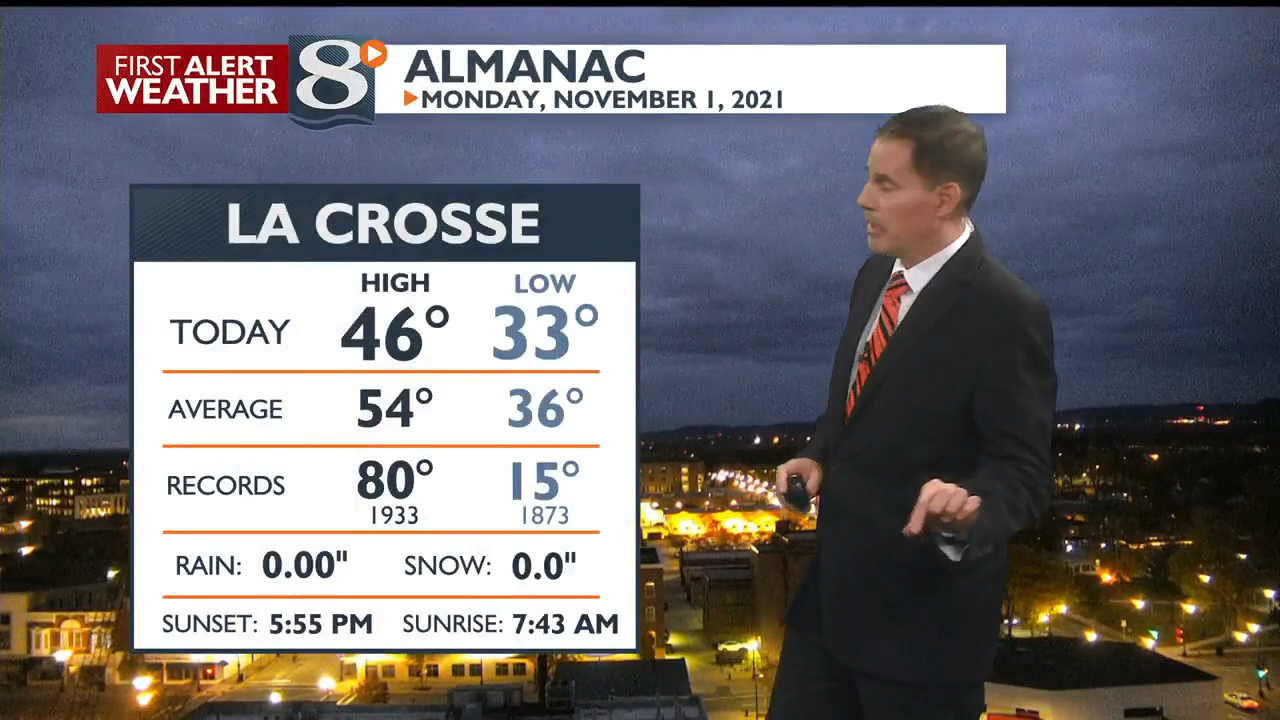 FIRST ALERT
WEATHER
8
ALMANAC
MONDAY, NOVEMBER 1, 2021
LA CROSSE
HIGH LOW
TODAY 46° 33°
AVERAGE 54° 36°
RECORDS 80° 15°
1933 1873
RAIN: 0.00" SNOW: 0.0"
SUNSET: 5:55 PM SUNRISE: 7:43 AM